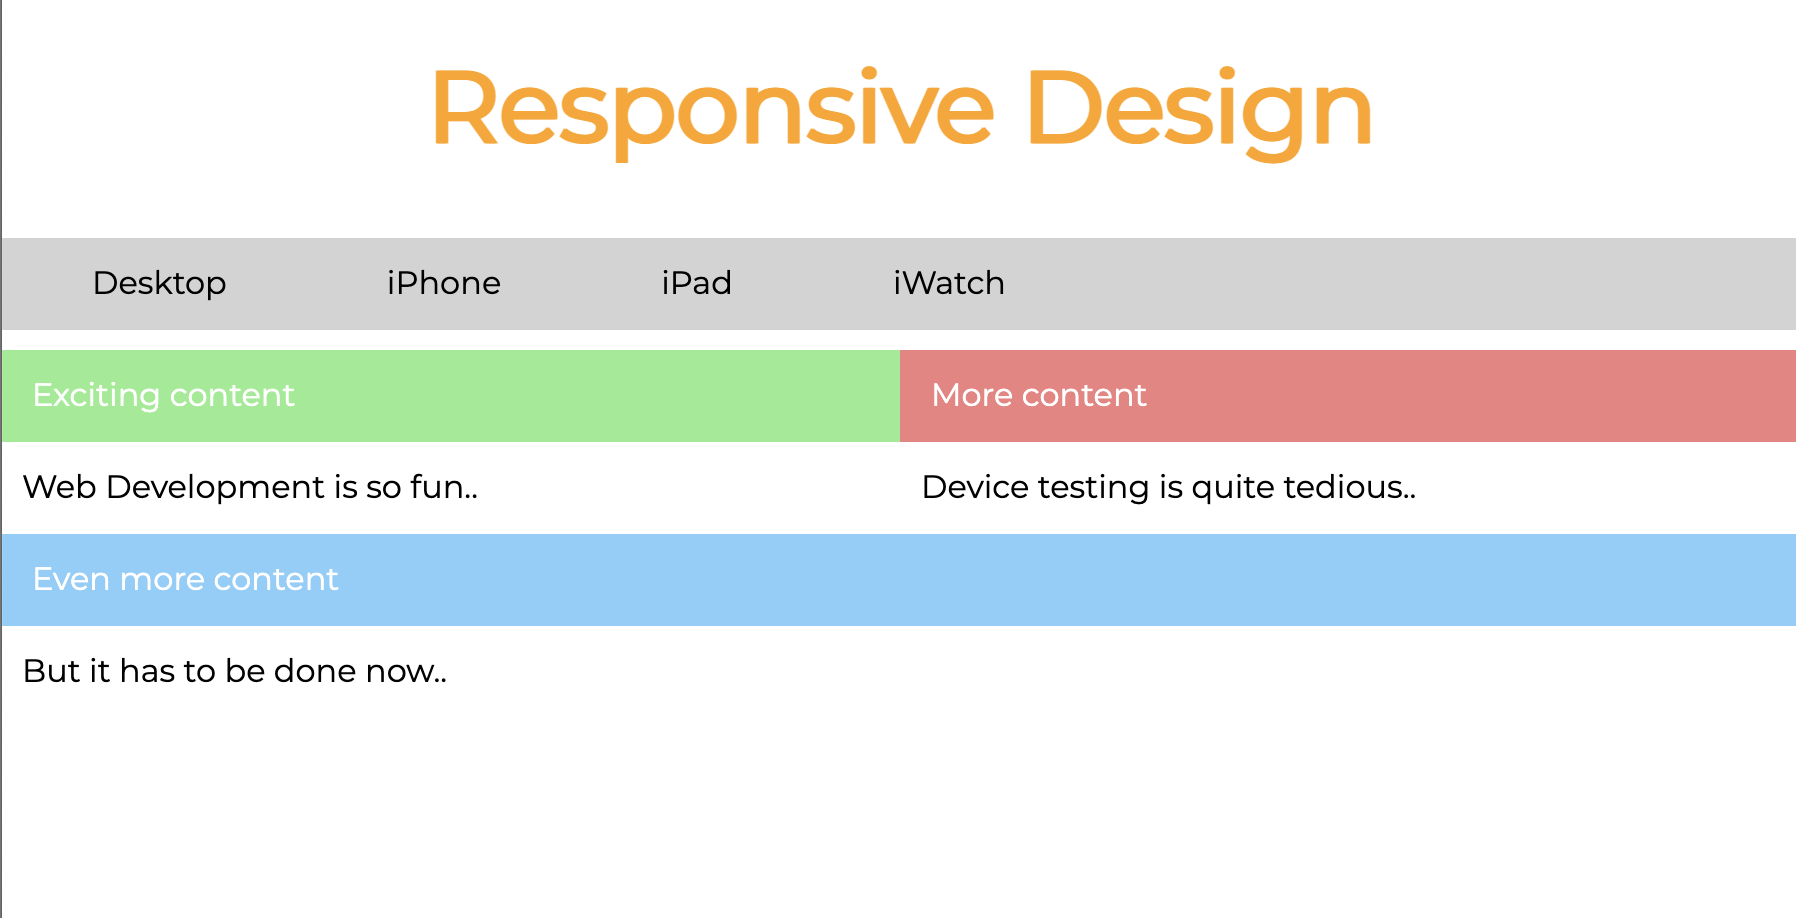 Responsive Design
Desktop iPhone iPad iWatch
Exciting content
More content
Web Development is so fun..
Device testing is quite tedious..
Even more content
But it has to be done now..